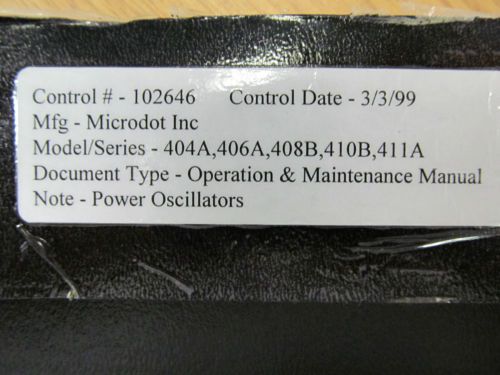 Control # - 102646 Control Date - 3/3/99
Mfg - Microdot Inc
Model/Series - 404A,406A,408B,410B,411A
Document Type - Operation & Maintenance Manual
Note - Power Oscillators